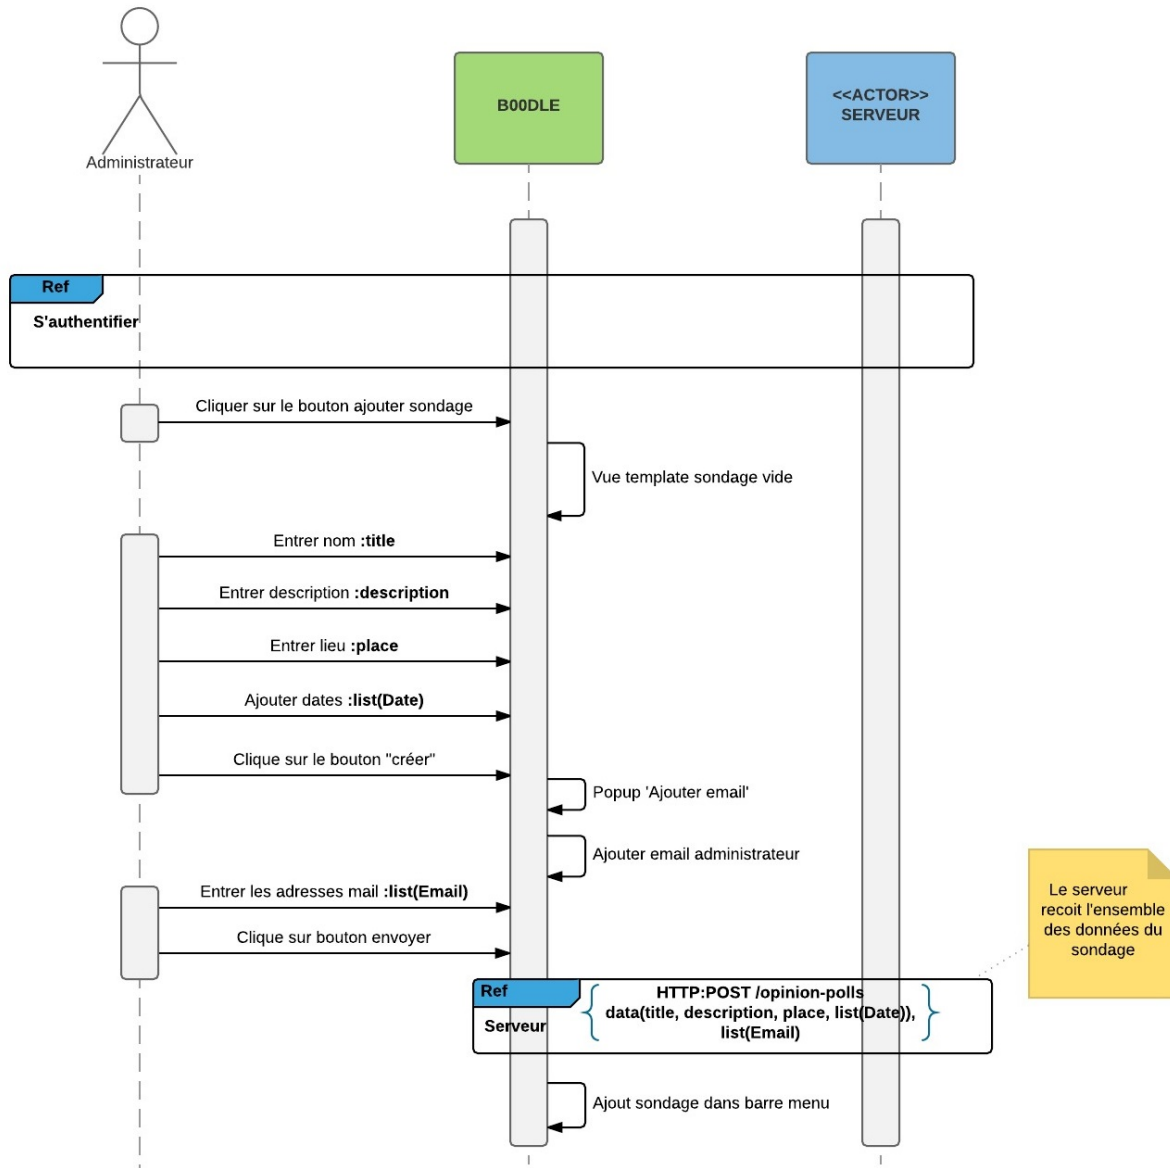 Administrateur
B00DLE
<<ACTOR>>
SERVEUR
Ref
S'authentifier
Cliquer sur le bouton ajouter sondage
Vue template sondage vide
Entrer nom :title
Entrer description :description
Entrer lieu :place
Ajouter dates :list(Date)
Clique sur le bouton "créer"
Popup 'Ajouter email'
Ajouter email administrateur
Entrer les adresses mail :list(Email)
Clique sur bouton envoyer
Le serveur
recoit l'ensemble
des données du
sondage
Ref
Serveur
HTTP:POST /opinion-polls
data(title, description, place, list(Date)),
list(Email)
Ajout sondage dans barre menu